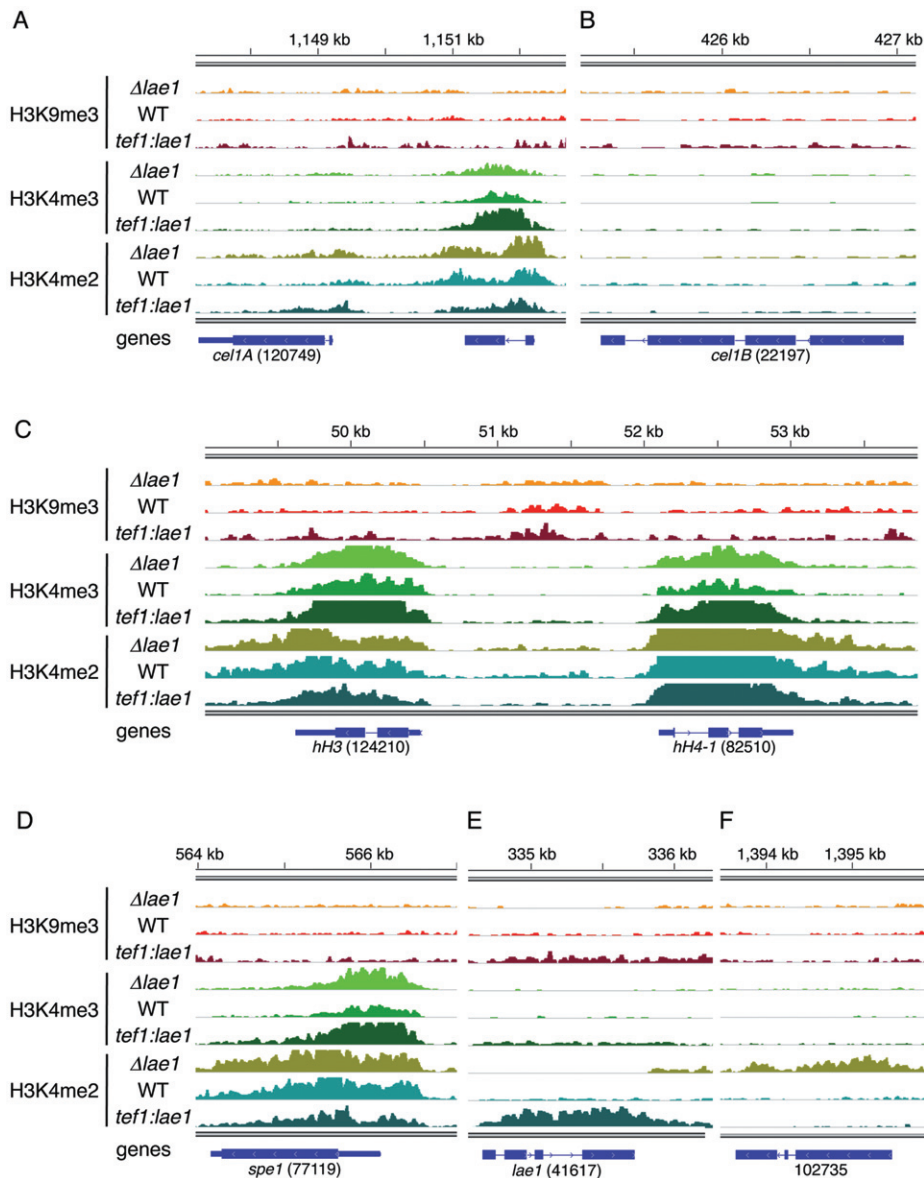 A
B
1,149 kb 1,151 kb
426 kb 427 kb
H3K9me3
Δlae1
WT
tef1:lae1
H3K4me3
Δlae1
WT
tef1:lae1
H3K4me2
Δlae1
WT
tef1:lae1
genes
cel1A (120749)
cel1B (22197)
C
50 kb 51 kb 52 kb 53 kb
H3K9me3
Δlae1
WT
tef1:lae1
H3K4me3
Δlae1
WT
tef1:lae1
H3K4me2
Δlae1
WT
tef1:lae1
genes
hH3 (124210)
hH4-1 (82510)
D
E
F
564 kb 566 kb
335 kb 336 kb
1,394 kb 1,395 kb
H3K9me3
Δlae1
WT
tef1:lae1
H3K4me3
Δlae1
WT
tef1:lae1
H3K4me2
Δlae1
WT
tef1:lae1
genes
spe1 (77119)
lae1 (41617)
102735